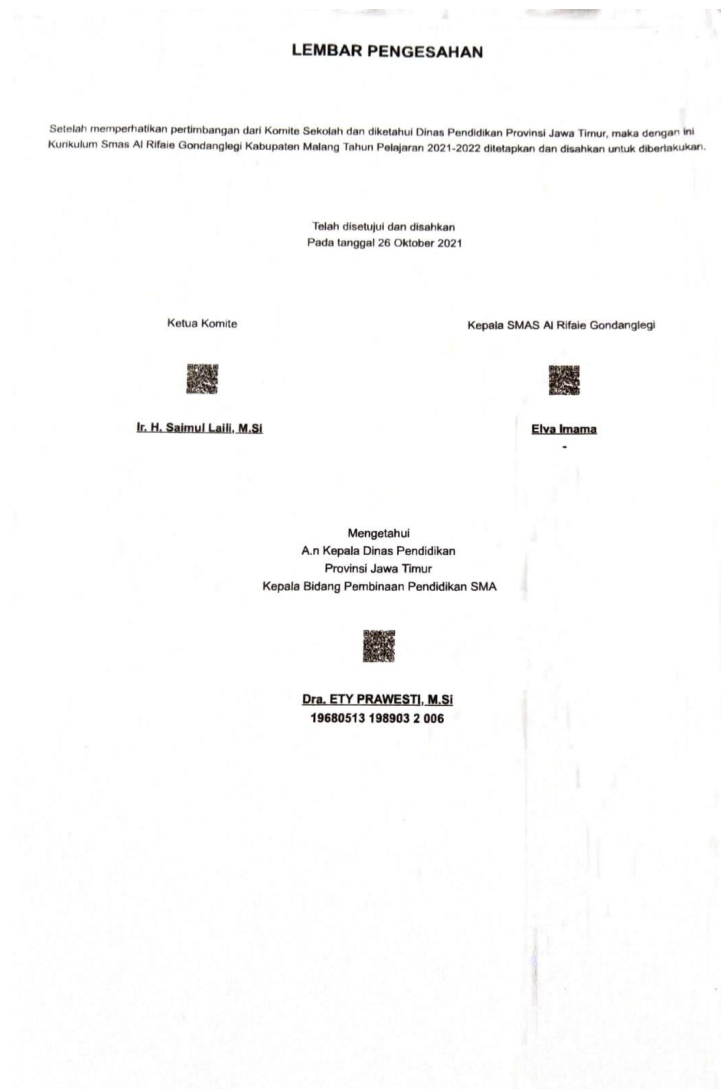 LEMBAR PENGESAHAN
Setelah memperhatikan pertimbangan dari Komite Sekolah dan diketahui Dinas Pendidikan Provinsi Jawa Timur, maka dengan ini
Kurikulum Smas Al Rifaie Gondanglegi Kabupaten Malang Tahun Pelajaran 2021-2022 ditetapkan dan disahkan untuk diberlakukan.
Telah disetujui dan disahkan
Pada tanggal 26 Oktober 2021
Ketua Komite
Kepala SMAS Al Rifaie Gondanglegi
Ir. H. Saimul Laili, M.Si
Elva Imama
-
Mengetahui
A.n Kepala Dinas Pendidikan
Provinsi Jawa Timur
Kepala Bidang Pembinaan Pendidikan SMA
Dra. ETY PRAWESTI, M.Si
19680513 198903 2 006